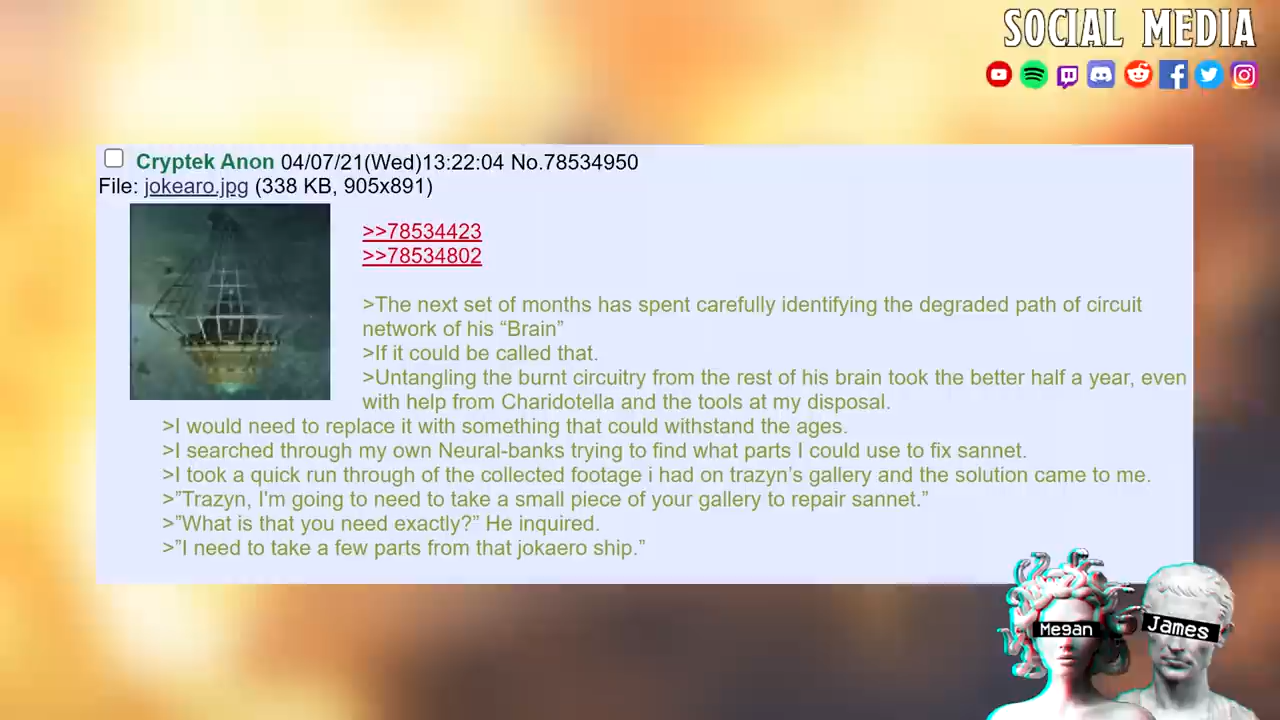 SOCIAL MEDIA
Cryptek Anon 04/07/21(Wed)13:22:04 No.78534950
File: jokearo.jpg (338 KB, 905x891)
>>78534423
>>78534802
>The next set of months has spent carefully identifying the degraded path of circuit
network of his “Brain”
>If it could be called that.
>Untangling the burnt circuitry from the rest of his brain took the better half a year, even
with help from Charidotella and the tools at my disposal.
>I would need to replace it with something that could withstand the ages.
>I searched through my own Neural-banks trying to find what parts I could use to fix sannet.
>I took a quick run through of the collected footage i had on trazyn’s gallery and the solution came to me.
>”Trazyn, I'm going to need to take a small piece of your gallery to repair sannet.”
>”What is that you need exactly?” He inquired.
>”I need to take a few parts from that jokaero ship.”
Megan
James